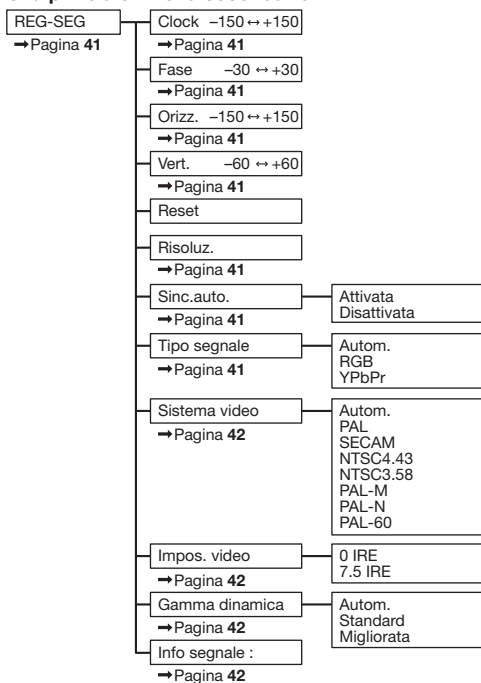 REG-SEG
➞Pagina 41
Clock –150 ↔ +150
➞Pagina 41
Fase –30 ↔ +30
➞Pagina 41
Orizz. –150 ↔ +150
➞Pagina 41
Vert. –60 ↔ +60
➞Pagina 41
Reset
Risoluz.
➞Pagina 41
Sinc.auto.
➞Pagina 41
Attivata
Disattivata
Tipo segnale
➞Pagina 41
Autom.
RGB
YPbPr
Sistema video
➞Pagina 42
Autom.
PAL
SECAM
NTSC4.43
NTSC3.58
PAL-M
PAL-N
PAL-60
Impos. video
➞Pagina 42
0 IRE
7.5 IRE
Gamma dinamica
➞Pagina 42
Autom.
Standard
Migliorata
Info segnale :
➞Pagina 42